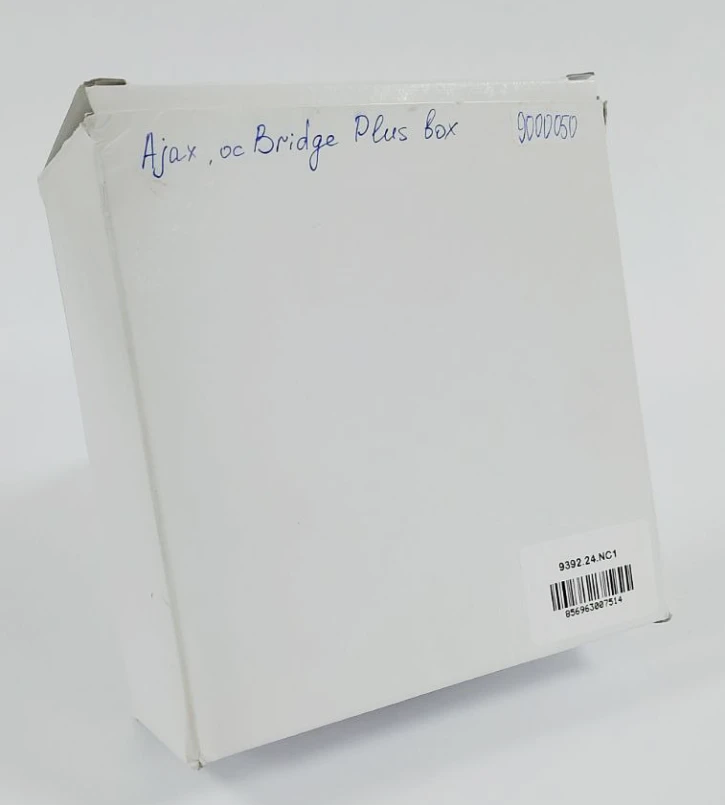 Ajax, oc Bridge Plus box 9000050
9392.24.NC1
856963007514